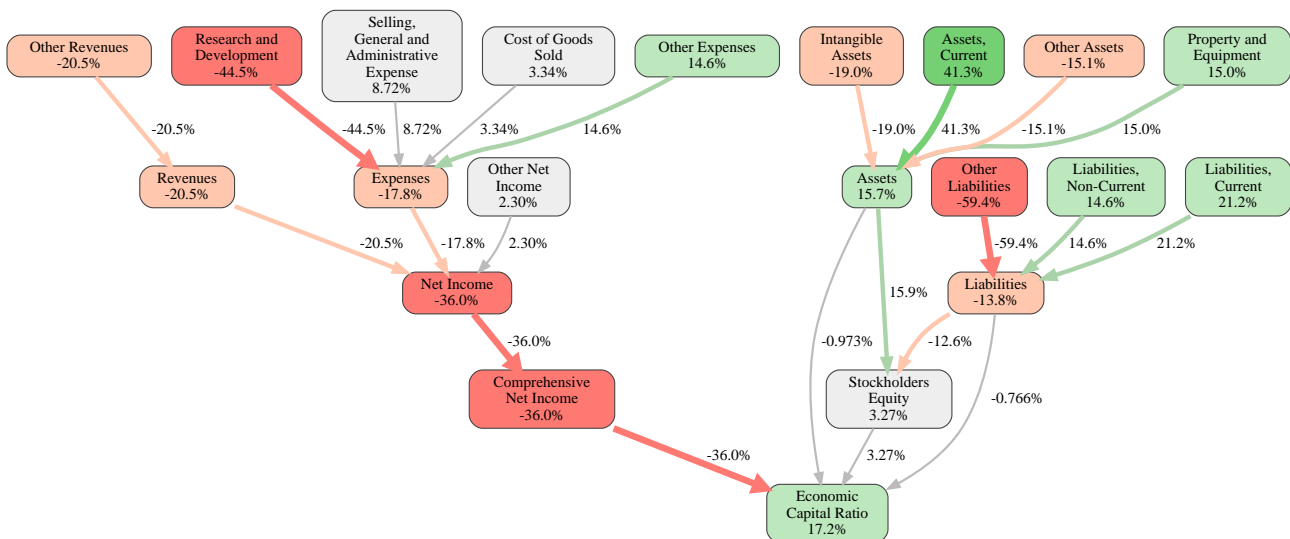 Other Revenues
-20.5%
Research and
Development
-44.5%
Selling,
General and
Administrative
Expense
8.72%
Cost of Goods
Sold
3.34%
Other Expenses
14.6%
Intangible
Assets
-19.0%
Assets,
Current
41.3%
Other Assets
-15.1%
Property and
Equipment
15.0%
-20.5%
-44.5%
8.72%
3.34%
14.6%
-19.0%
41.3%
-15.1%
15.0%
Revenues
-20.5%
Expenses
-17.8%
Other Net
Income
2.30%
Assets
15.7%
Other
Liabilities
-59.4%
Liabilities,
Non-Current
14.6%
Liabilities,
Current
21.2%
-20.5%
-17.8%
2.30%
-59.4%
14.6%
21.2%
Net Income
-36.0%
15.9%
Liabilities
-13.8%
-36.0%
-0.973%
-12.6%
Comprehensive
Net Income
-36.0%
Stockholders
Equity
3.27%
-0.766%
-36.0%
3.27%
Economic
Capital Ratio
17.2%